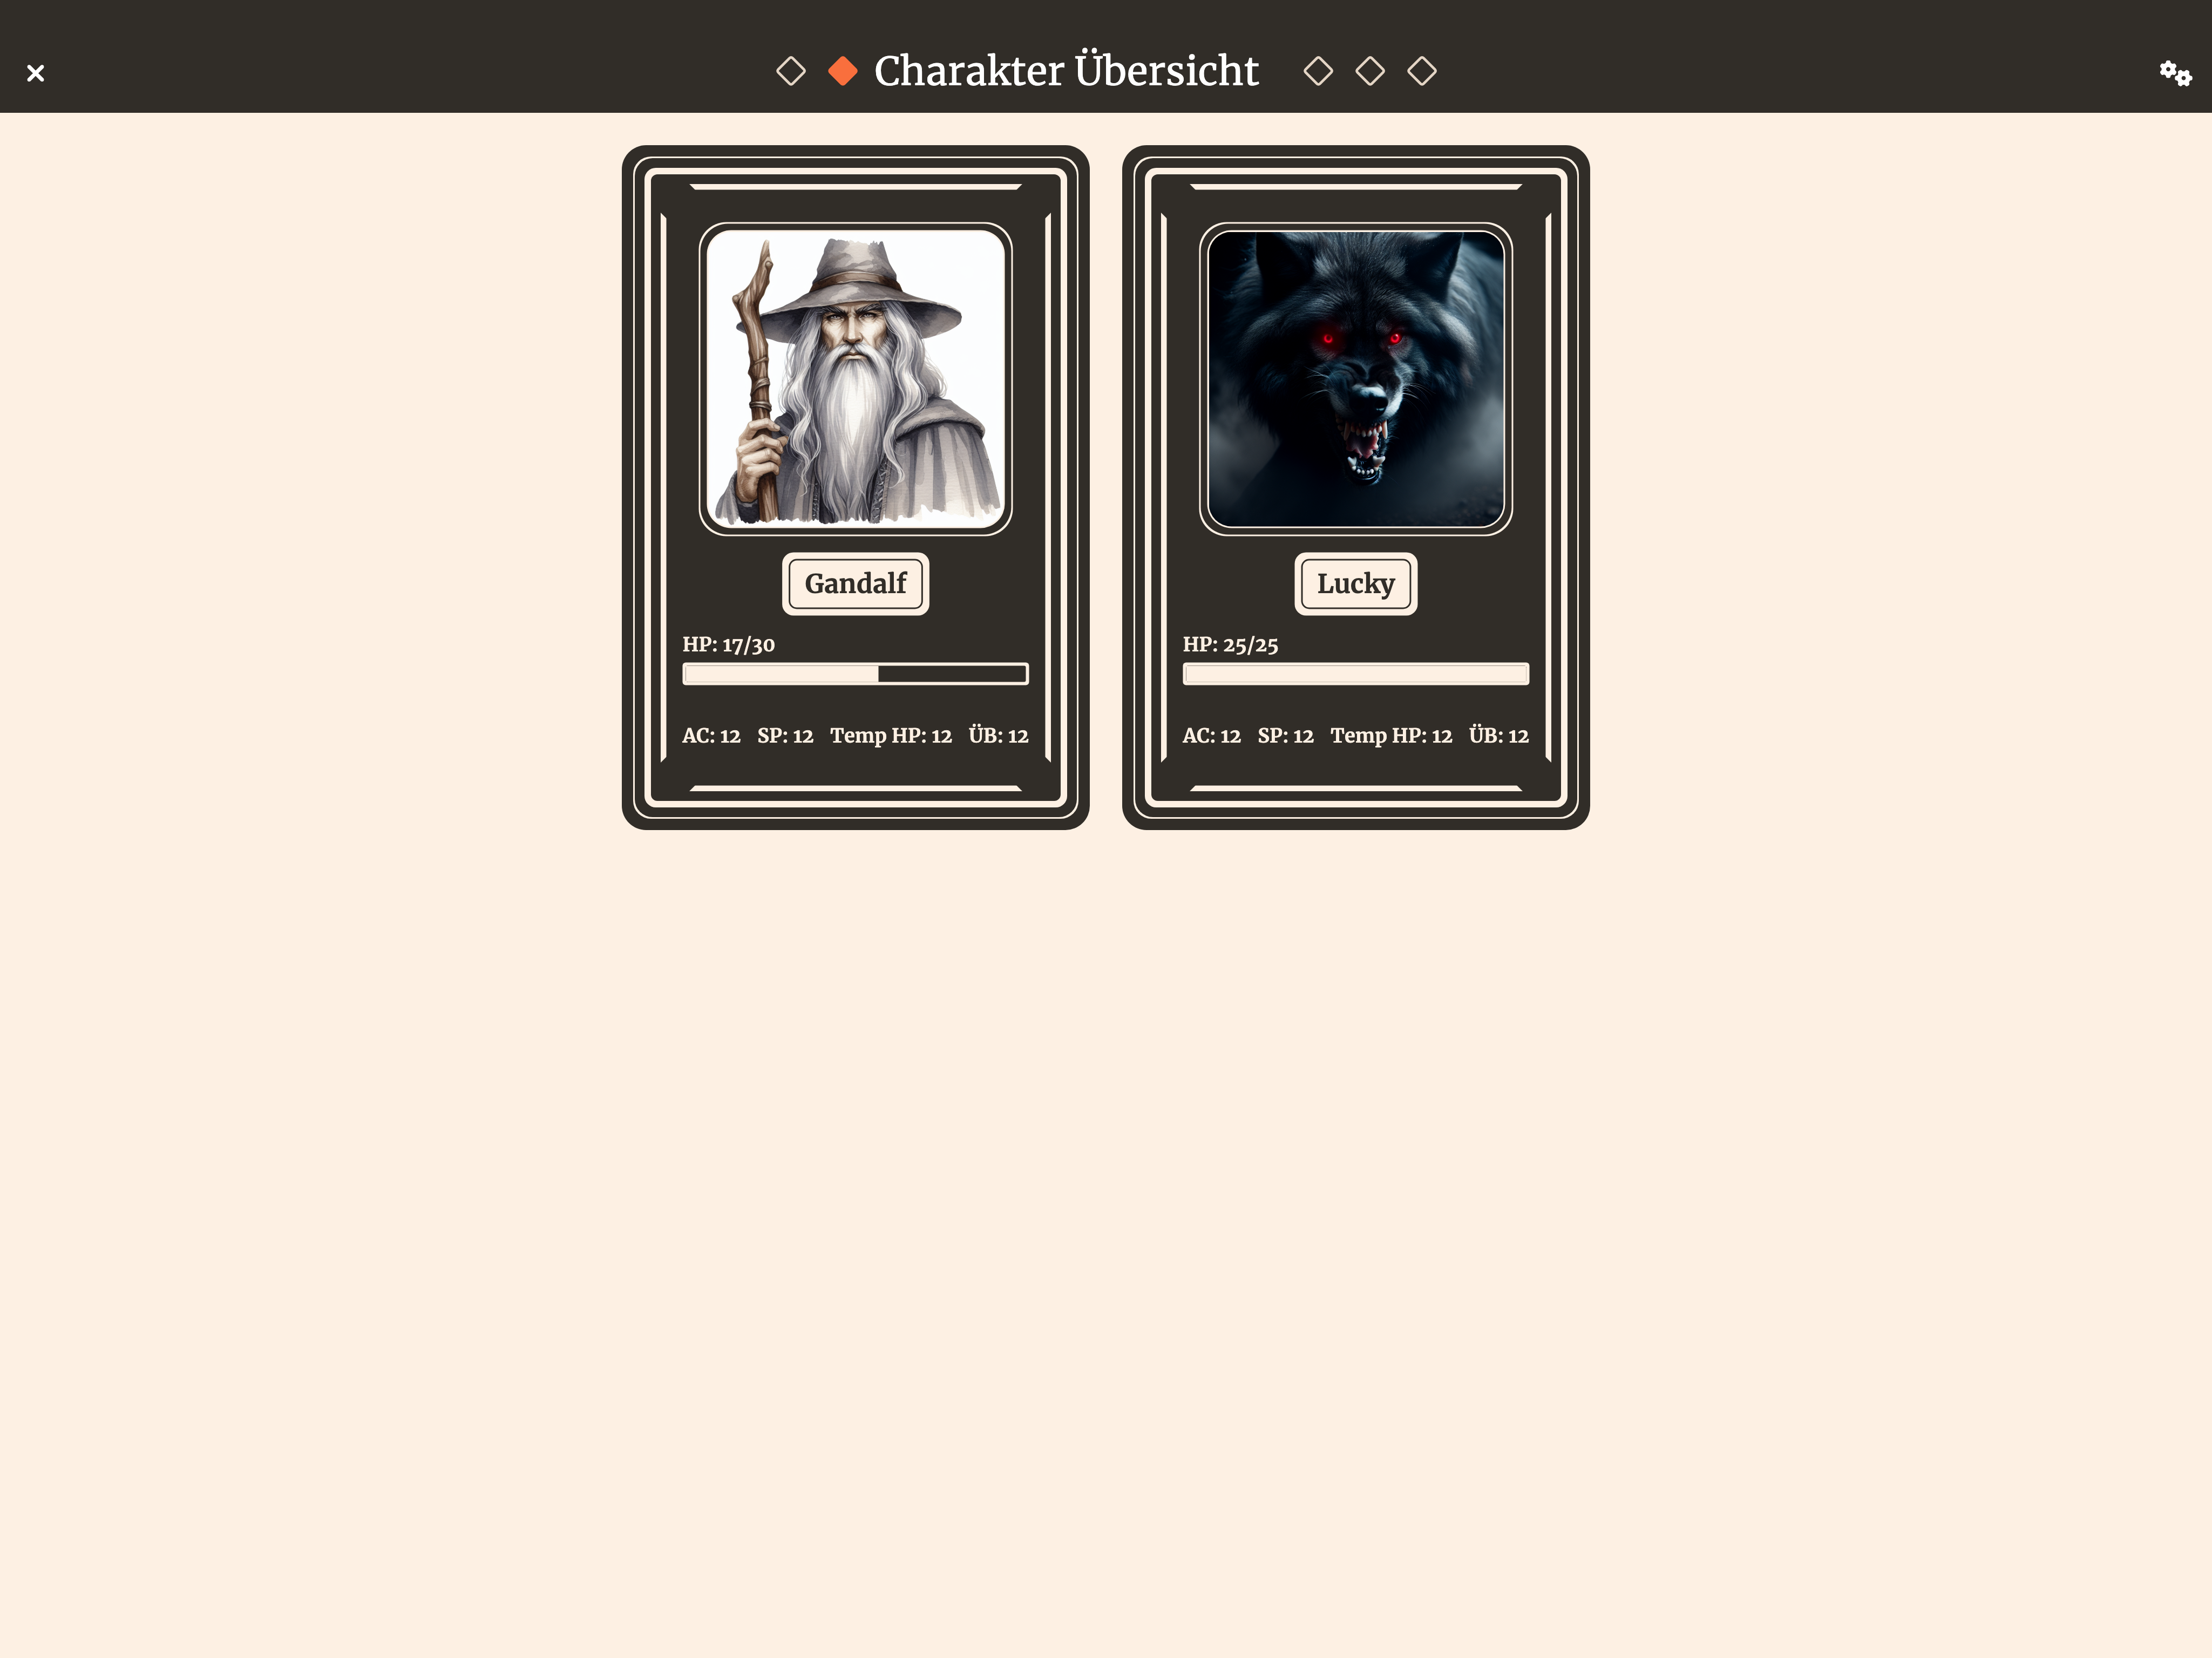 Charakter Übersicht
Gandalf
HP: 17/30
AC: 12 SP: 12 Temp HP: 12 ÜB: 12
Lucky
HP: 25/25
AC: 12 SP: 12 Temp HP: 12 ÜB: 12